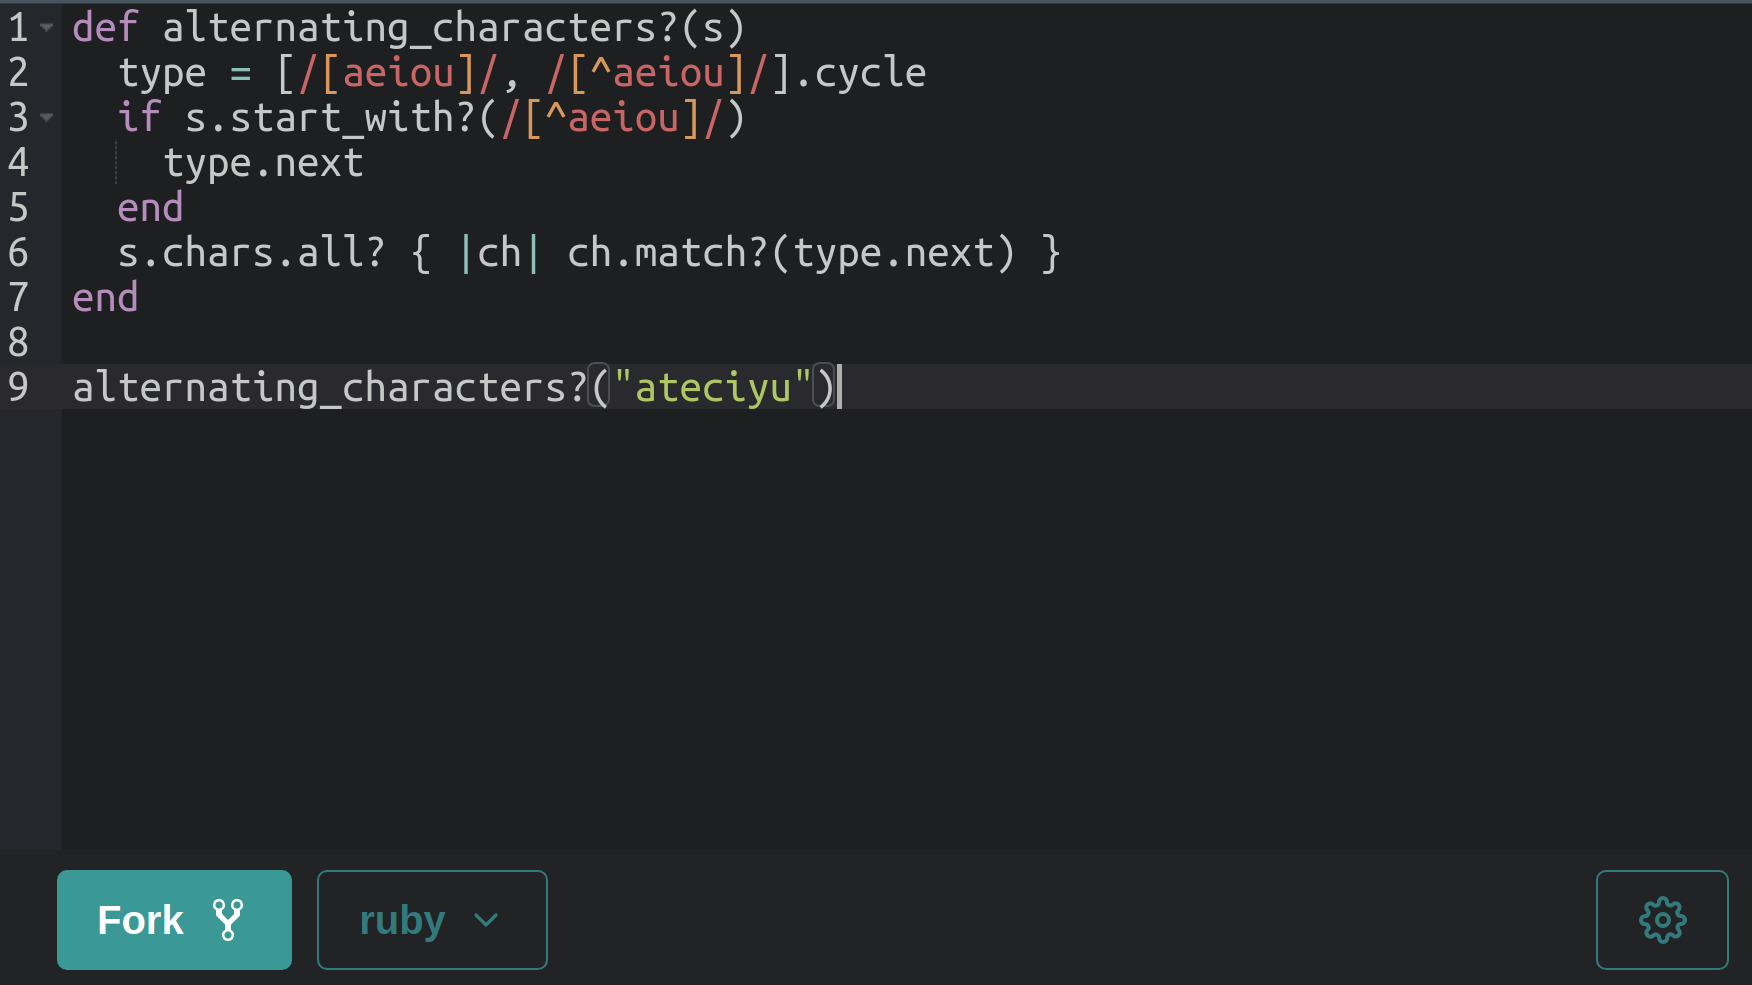 1 def alternating_characters?(s)
2   type = [/[aeiou]/, /[^aeiou]/].cycle
3   if s.start_with?(/[^aeiou]/)
4     type.next
5   end
6   s.chars.all? { |ch| ch.match?(type.next) }
7 end
8
9 alternating_characters?("ateciyu")
Fork
ruby